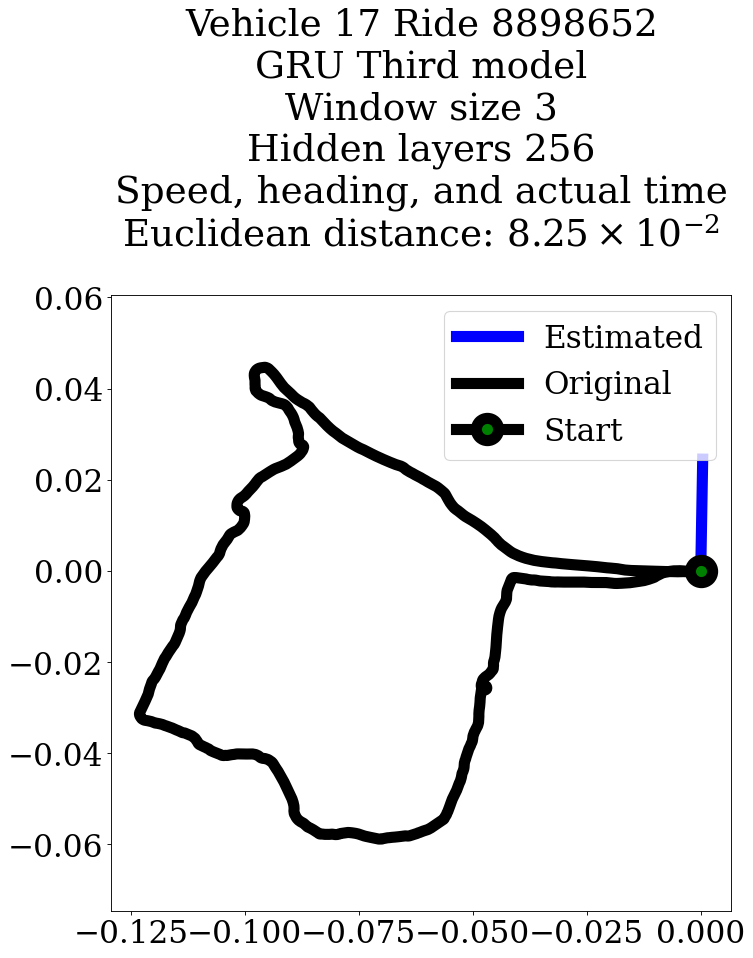 Vehicle 17 Ride 8898652
GRU Third model
Window size 3
Hidden layers 256
Speed, heading, and actual time
Euclidean distance: 8.25 × 10⁻²
0.06
0.04
0.02
0.00
−0.02
−0.04
−0.06
Estimated
Original
Start
−0.125 −0.100 −0.075 −0.050 −0.025 0.000